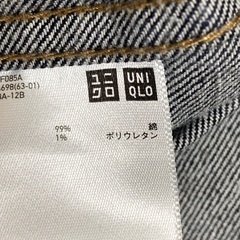 F085A
698(63-01)
A-12B
ユニ UNI
クロ QLO
99% 綿
1% ポリウレタン